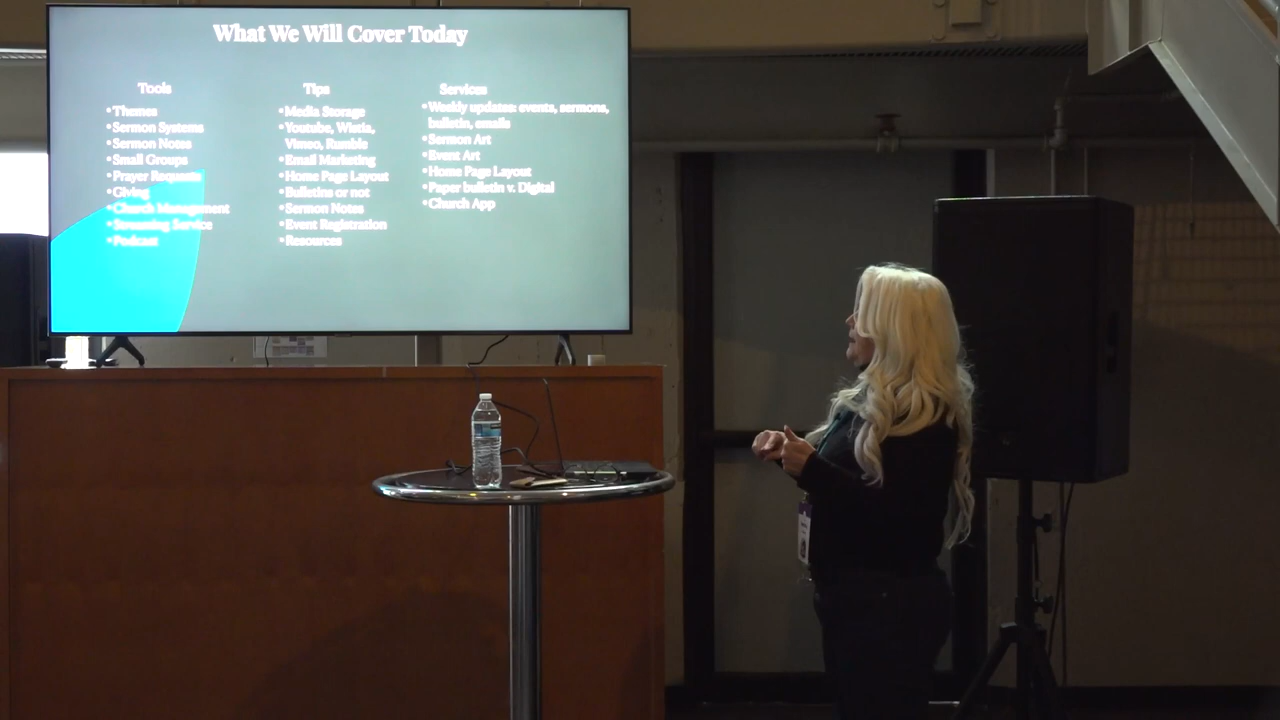 What We Will Cover Today
Tools
• Themes
• Sermon Systems
• Sermon Notes
• Small Groups
• Prayer Requests
• Giving
• Church Management
• Streaming Service
• Podcast
Tips
• Media Storage
• Youtube, Wistia,
Vimeo, Rumble
• Email Marketing
• Home Page Layout
• Bulletins or not
• Sermon Notes
• Event Registration
• Resources
Services
• Weekly updates: events, sermons,
bulletin, emails
• Sermon Art
• Event Art
• Home Page Layout
• Paper bulletin v. Digital
• Church App